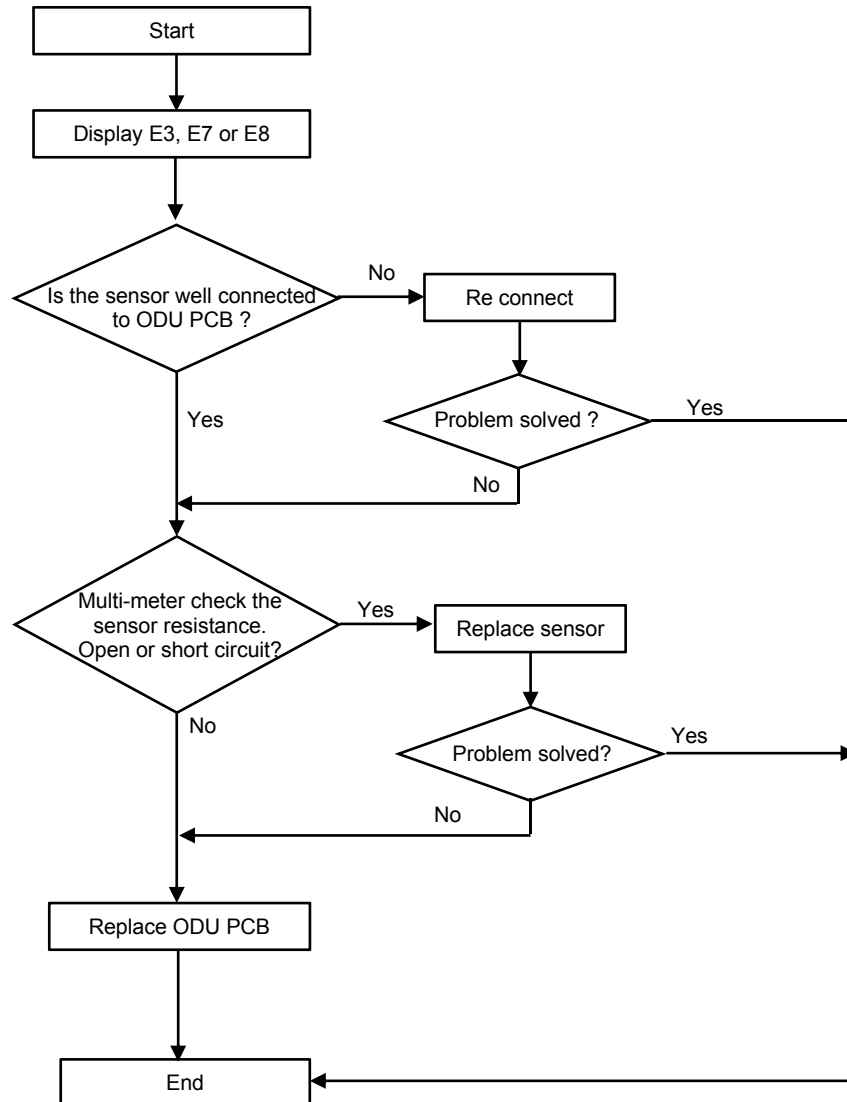 Start
Display E3, E7 or E8
Is the sensor well connected
to ODU PCB ?
No
Re connect
Yes
Problem solved ?
Yes
No
Multi-meter check the
sensor resistance.
Open or short circuit?
Yes
Replace sensor
No
Problem solved?
Yes
No
Replace ODU PCB
End